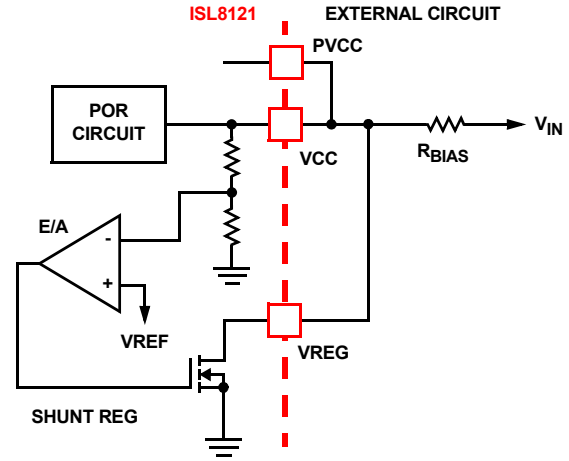 ISL8121 EXTERNAL CIRCUIT
PVCC
POR
CIRCUIT
VCC
RBIAS
VIN
E/A
-
+
VREF
VREG
SHUNT REG